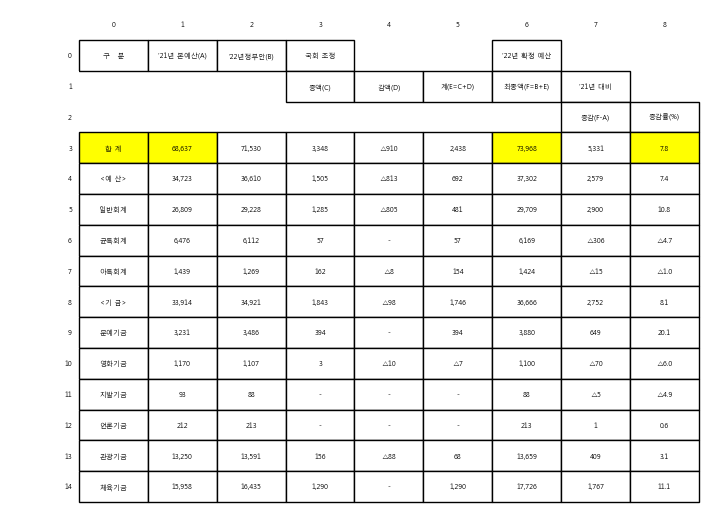 0 1 2 3 4 5 6 7 8
0 구 분 '21년 본예산(A) '22년정부안(B) 국회 조정 '22년 확정 예산
1 증액(C) 감액(D) 계(E=C+D) 최종액(F=B+E) '21년 대비
2 증감(F-A) 증감률(%)
3 합 계 68,637 71,530 3,348 △910 2,438 73,968 5,331 7.8
4 <예 산> 34,723 36,610 1,505 △813 692 37,302 2,579 7.4
5 일반회계 26,809 29,228 1,285 △805 481 29,709 2,900 10.8
6 균특회계 6,476 6,112 57 - 57 6,169 △306 △4.7
7 아특회계 1,439 1,269 162 △8 154 1,424 △15 △1.0
8 <기 금> 33,914 34,921 1,843 △98 1,746 36,666 2,752 8.1
9 문예기금 3,231 3,486 394 - 394 3,880 649 20.1
10 영화기금 1,170 1,107 3 △10 △7 1,100 △70 △6.0
11 지발기금 93 88 - - - 88 △5 △4.9
12 언론기금 212 213 - - - 213 1 0.6
13 관광기금 13,250 13,591 156 △88 68 13,659 409 3.1
14 체육기금 15,958 16,435 1,290 - 1,290 17,726 1,767 11.1